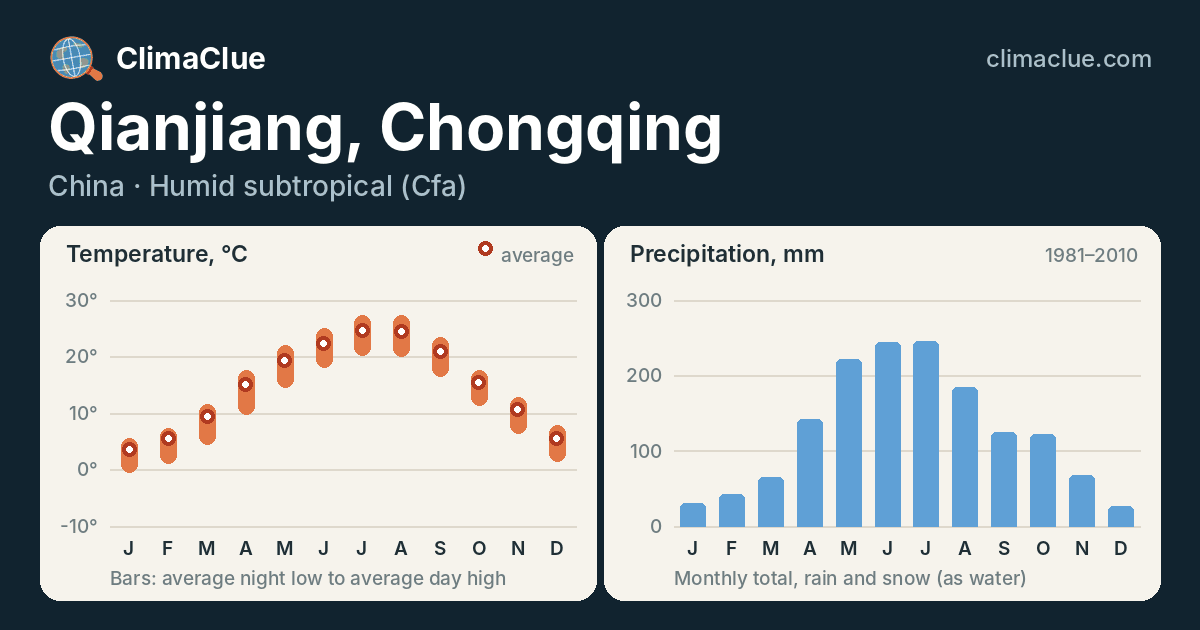 ClimaClue
climaclue.com
Qianjiang, Chongqing
China · Humid subtropical (Cfa)
Temperature, °C
average
30°
20°
10°
0°
-10°
J F M A M J J A S O N D
Bars: average night low to average day high
Precipitation, mm
1981–2010
300
200
100
0
J F M A M J J A S O N D
Monthly total, rain and snow (as water)